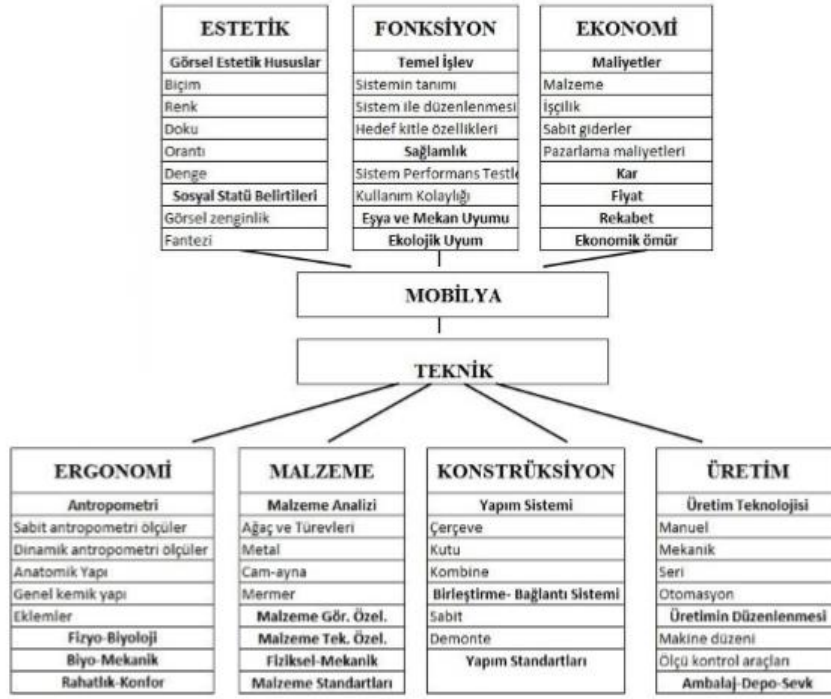 ESTETİK
Görsel Estetik Hususlar
Biçim
Renk
Doku
Orantı
Denge
Sosyal Statü Belirtileri
Görsel zenginlik
Fantezi
FONKSİYON
Temel İşlev
Sistemin tanımı
Sistem ile düzenlenmesi
Hedef kitle özellikleri
Sağlamlık
Sistem Performans Testle
Kullanım Kolaylığı
Eşya ve Mekan Uyumu
Ekolojik Uyum
EKONOMİ
Maliyetler
Malzeme
İşçilik
Sabit giderler
Pazarlama maliyetleri
Kar
Fiyat
Rekabet
Ekonomik ömür
MOBİLYA
TEKNİK
ERGONOMİ
Antropometri
Sabit antropometri ölçüler
Dinamik antropometri ölçüler
Anatomik Yapı
Genel kemik yapı
Eklemler
Fizyo-Biyoloji
Biyo-Mekanik
Rahatlık-Konfor
MALZEME
Malzeme Analizi
Ağaç ve Türevleri
Metal
Cam-ayna
Mermer
Malzeme Gör. Özel.
Malzeme Tek. Özel.
Fiziksel-Mekanik
Malzeme Standartları
KONSTRÜKSİYON
Yapım Sistemi
Çerçeve
Kutu
Kombine
Birleştirme- Bağlantı Sistemi
Sabit
Demonte
Yapım Standartları
ÜRETİM
Üretim Teknolojisi
Manuel
Mekanik
Seri
Otomasyon
Üretimin Düzenlenmesi
Makine düzeni
Ölçü kontrol araçları
Ambalaj-Depo-Sevk